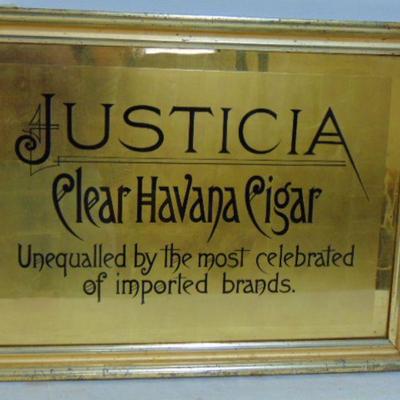 JUSTICIA
Clear Havana Cigar
Unequalled by the most celebrated
of imported brands.